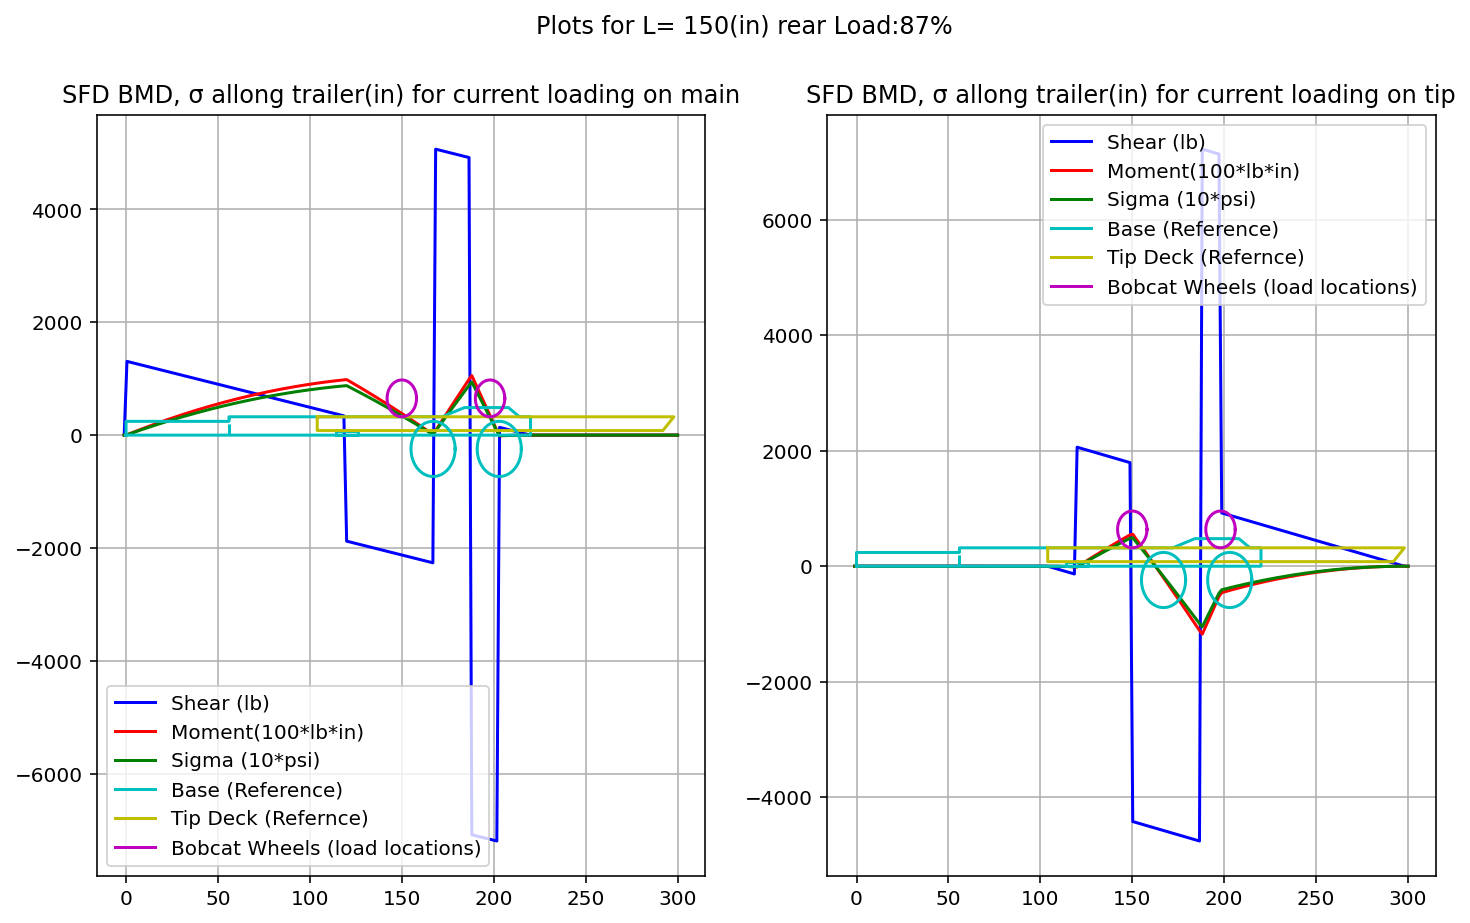 Plots for L= 150(in) rear Load:87%
SFD BMD, σ allong trailer(in) for current loading on main
4000
2000
0
−2000
−4000
−6000
0 50 100 150 200 250 300
Shear (lb)
Moment(100*lb*in)
Sigma (10*psi)
Base (Reference)
Tip Deck (Refernce)
Bobcat Wheels (load locations)
SFD BMD, σ allong trailer(in) for current loading on tip
6000
4000
2000
0
−2000
−4000
0 50 100 150 200 250 300
Shear (lb)
Moment(100*lb*in)
Sigma (10*psi)
Base (Reference)
Tip Deck (Refernce)
Bobcat Wheels (load locations)